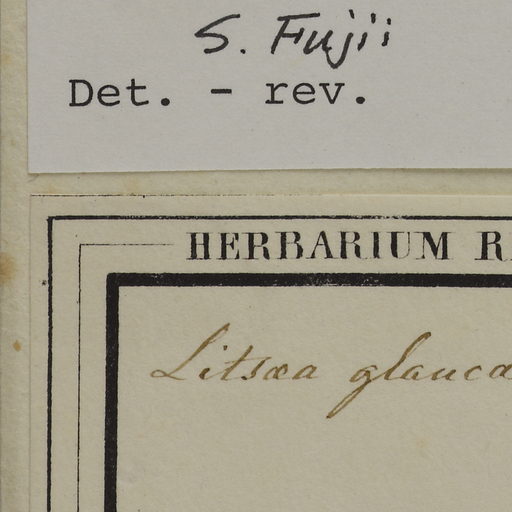 S. Fujii
Det. - rev.
HERBARIUM R
Litsæa glauca